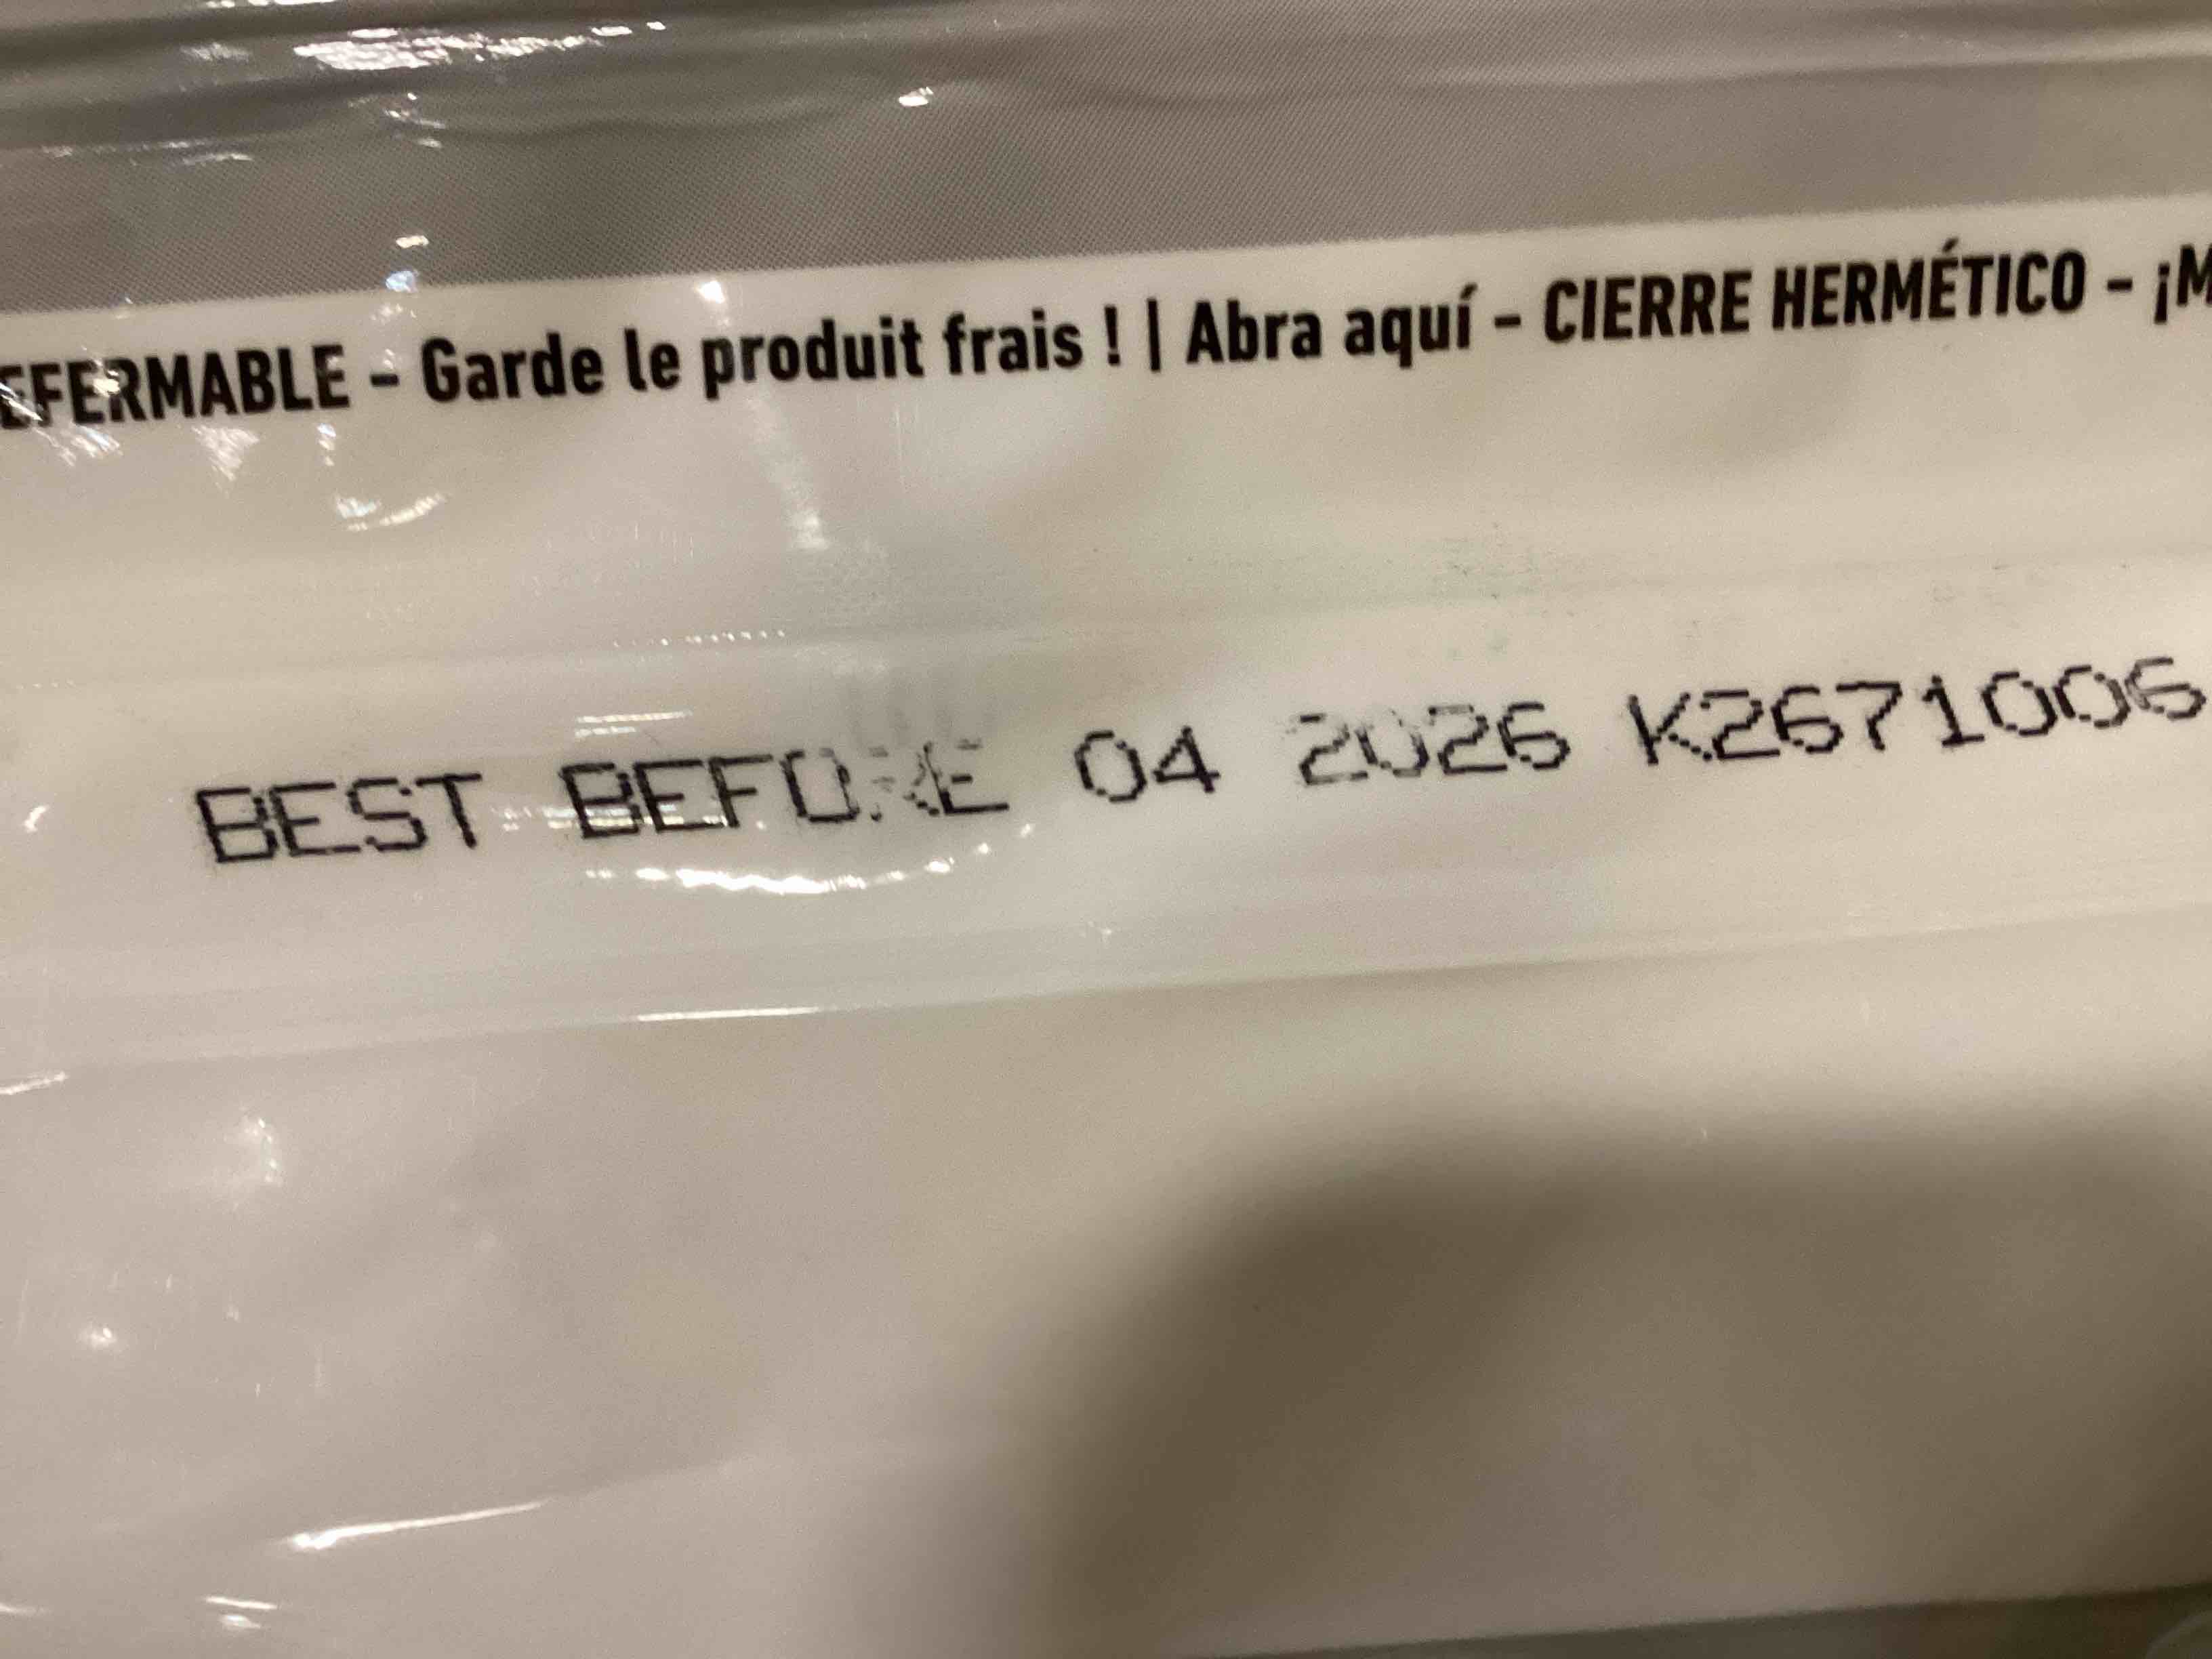 EFERMABLE - Garde le produit frais ! | Abra aquí - CIERRE HERMÉTICO - ¡M
BEST BEFORE 04 2026 K2671006